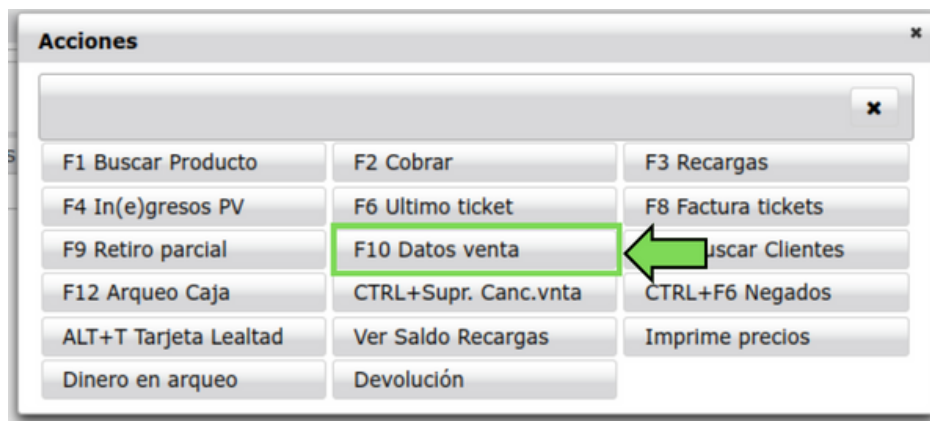 Acciones
F1 Buscar Producto F2 Cobrar F3 Recargas
F4 In(e)gresos PV F6 Ultimo ticket F8 Factura tickets
F9 Retiro parcial F10 Datos venta Clientes
F12 Arqueo Caja CTRL+Supr. Canc.vnta CTRL+F6 Negados
ALT+T Tarjeta Lealtad Ver Saldo Recargas Imprime precios
Dinero en arqueo Devolución